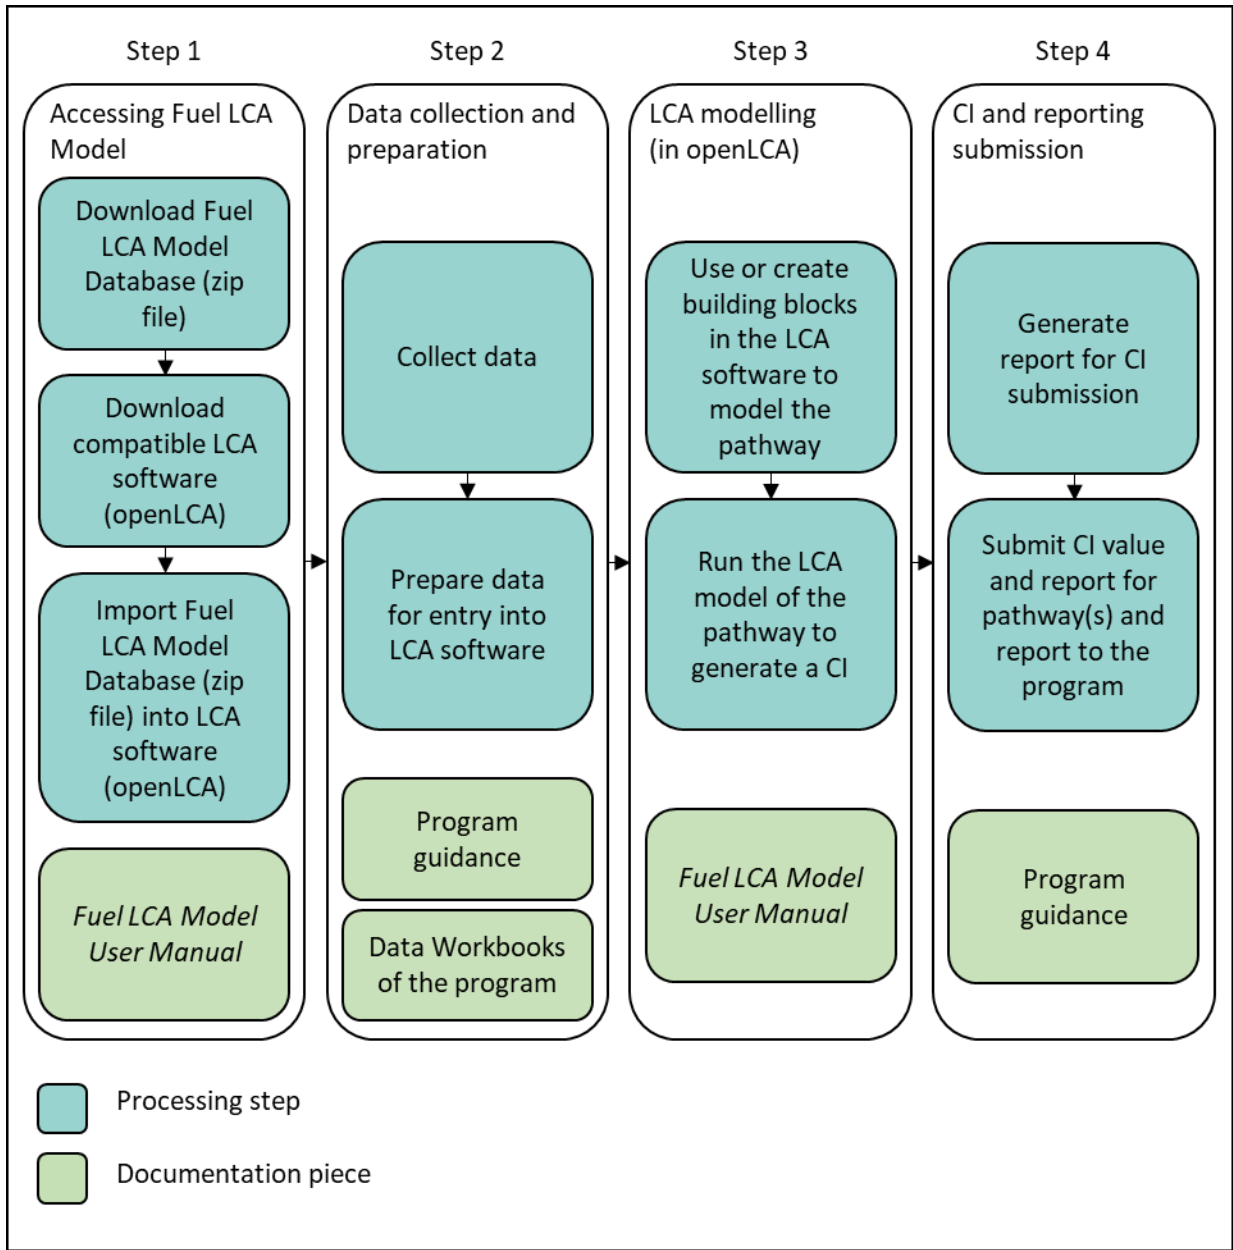 Step 1
Accessing Fuel LCA
Model
Download Fuel
LCA Model
Database (zip
file)
Download
compatible LCA
software
(openLCA)
Import Fuel
LCA Model
Database (zip
file) into LCA
software
(openLCA)
Fuel LCA Model
User Manual
Step 2
Data collection and
preparation
Collect data
Prepare data
for entry into
LCA software
Program
guidance
Data Workbooks
of the program
Step 3
LCA modelling
(in openLCA)
Use or create
building blocks
in the LCA
software to
model the
pathway
Run the LCA
model of the
pathway to
generate a CI
Fuel LCA Model
User Manual
Step 4
CI and reporting
submission
Generate
report for CI
submission
Submit CI value
and report for
pathway(s) and
report to the
program
Program
guidance
Processing step
Documentation piece